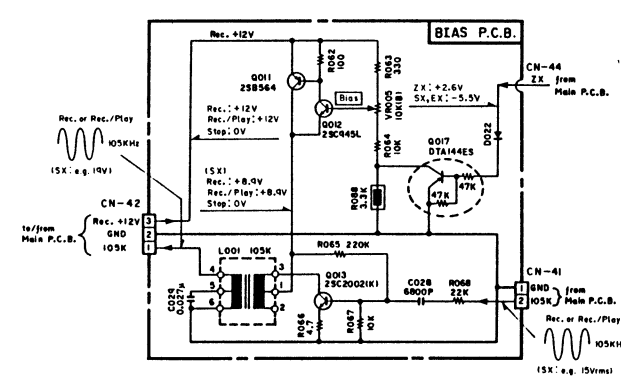 BIAS P.C.B.
Rec. +12V
Q011
2SB564
R062
100
R063
330
CN-44
ZX
from
Main P.C.B.
ZX: +2.6V
SX, EX: -5.5V
Bias
VR005
10K(B)
Q012
2SC945L
Rec.: +12V
Rec./Play: +12V
Stop: 0V
R064
10K
Q017
DTA144ES
D022
47K
47K
Rec. or Rec./Play
105KHz
(SX: e.g. 19V)
(SX)
Rec.: +8.9V
Rec./Play: +8.9V
Stop: 0V
R088
3.3K
CN-42
to/from
Main P.C.B.
Rec. +12V
3
GND
2
105K
1
R065 220K
L001 105K
4
3
5
1
6
2
C029
0.027µ
Q013
2SC2002(K)
R066
4.7
R067
10K
C028
6800P
R068
22K
CN-41
1
GND
2
105K
from
Main P.C.B.
Rec. or Rec./Play
105KH
(SX: e.g. 15Vrms)